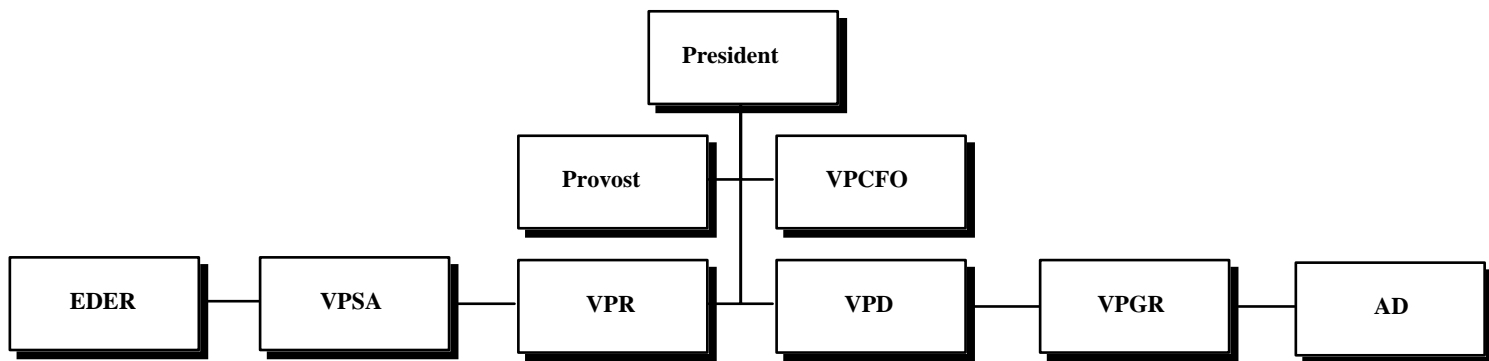 President
Provost
VPCFO
EDER
VPSA
VPR
VPD
VPGR
AD